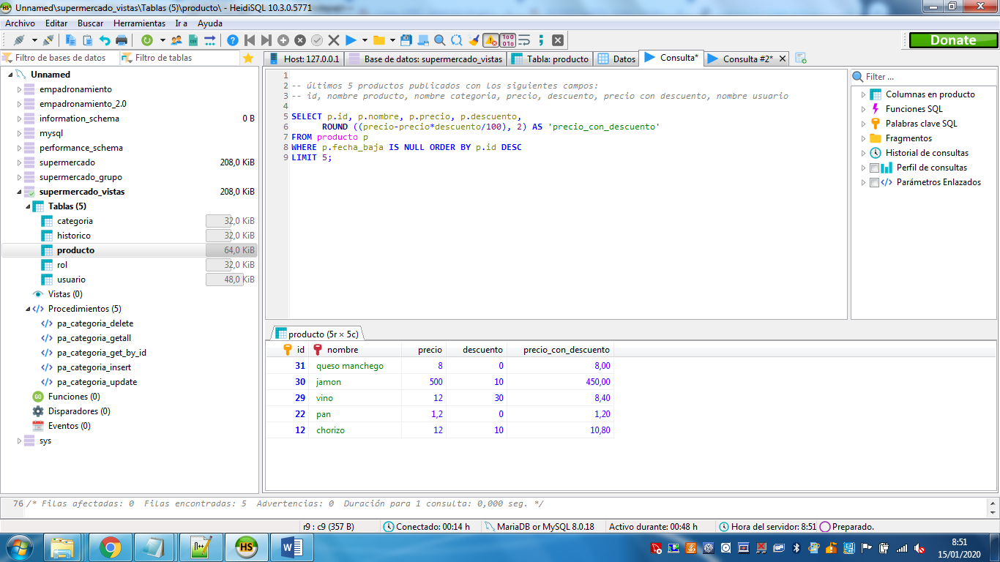 Unnamed\supermercado_vistas\Tablas (5)\producto\ - HeidiSQL 10.3.0.5771
Archivo Editar Buscar Herramientas Ir a Ayuda
Donate
Filtro de bases de datos
Filtro de tablas
Host: 127.0.0.1
Base de datos: supermercado_vistas
Tabla: producto
Datos
Consulta*
Consulta #2*
Unnamed
empadronamiento
empadronamiento_2.0
information_schema 0 B
mysql
performance_schema
supermercado 208,0 KiB
supermercado_grupo
supermercado_vistas 208,0 KiB
Tablas (5)
categoria 32,0 KiB
historico 32,0 KiB
producto 64,0 KiB
rol 32,0 KiB
usuario 48,0 KiB
Vistas (0)
Procedimientos (5)
pa_categoria_delete
pa_categoria_getall
pa_categoria_get_by_id
pa_categoria_insert
pa_categoria_update
Funciones (0)
Disparadores (0)
Eventos (0)
sys
1
2 -- últimos 5 productos publicados con los siguientes campos:
3 -- id, nombre producto, nombre categoria, precio, descuento, precio con descuento, nombre usuario
4
5 SELECT p.id, p.nombre, p.precio, p.descuento,
6 ROUND ((precio-precio*descuento/100), 2) AS 'precio_con_descuento'
7 FROM producto p
8 WHERE p.fecha_baja IS NULL ORDER BY p.id DESC
9 LIMIT 5;
Filter ...
Columnas en producto
Funciones SQL
Palabras clave SQL
Fragmentos
Historial de consultas
Perfil de consultas
Parámetros Enlazados
producto (5r × 5c)
id nombre precio descuento precio_con_descuento
31 queso manchego 8 0 8,00
30 jamon 500 10 450,00
29 vino 12 30 8,40
22 pan 1,2 0 1,20
12 chorizo 12 10 10,80
76 /* Filas afectadas: 0 Filas encontradas: 5 Advertencias: 0 Duración para 1 consulta: 0,000 seg. */
r9 : c9 (357 B)
Conectado: 00:14 h
MariaDB or MySQL 8.0.18
Activo durante: 00:48 h
Hora del servidor: 8:51
Preparado.
8:51
15/01/2020